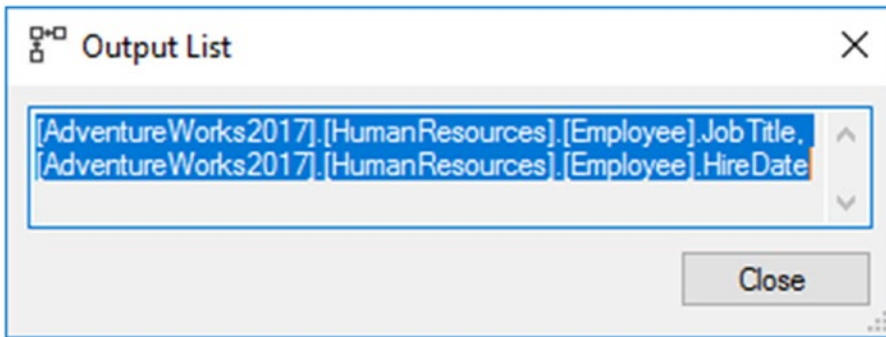 Output List
[AdventureWorks2017].[HumanResources].[Employee].JobTitle,
[AdventureWorks2017].[HumanResources].[Employee].HireDate
Close